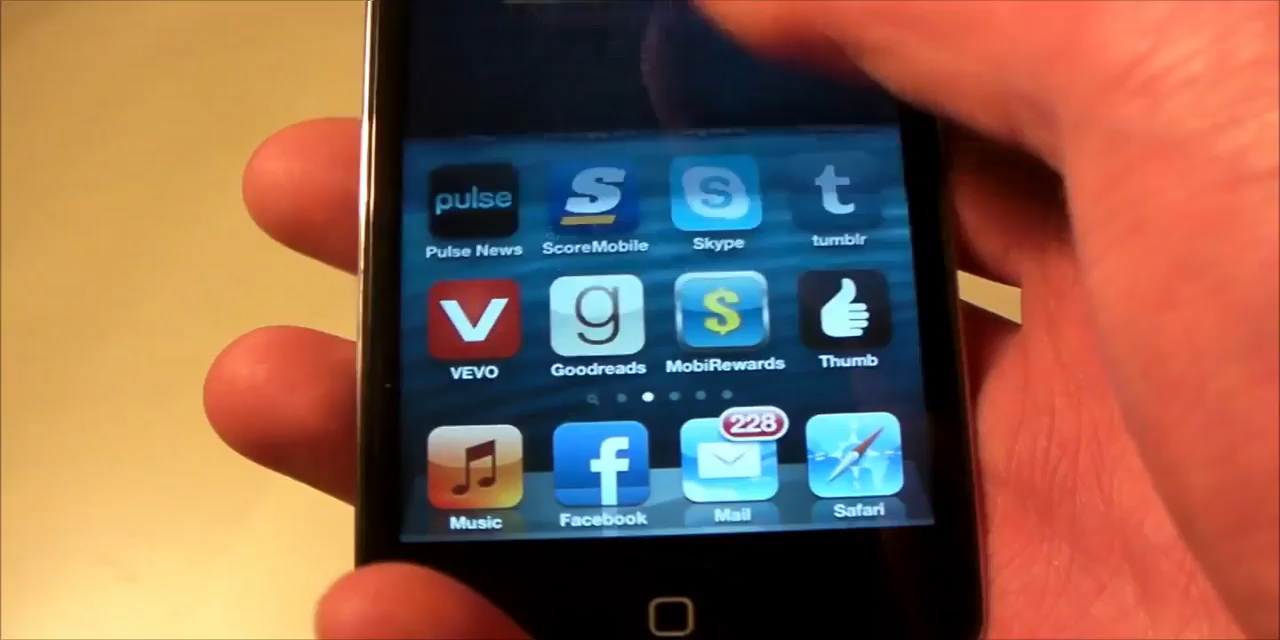 pulse S S t
Pulse News ScoreMobile Skype tumblr
V g $
VEVO Goodreads MobiRewards Thumb
228
f
Music Facebook Mail Safari